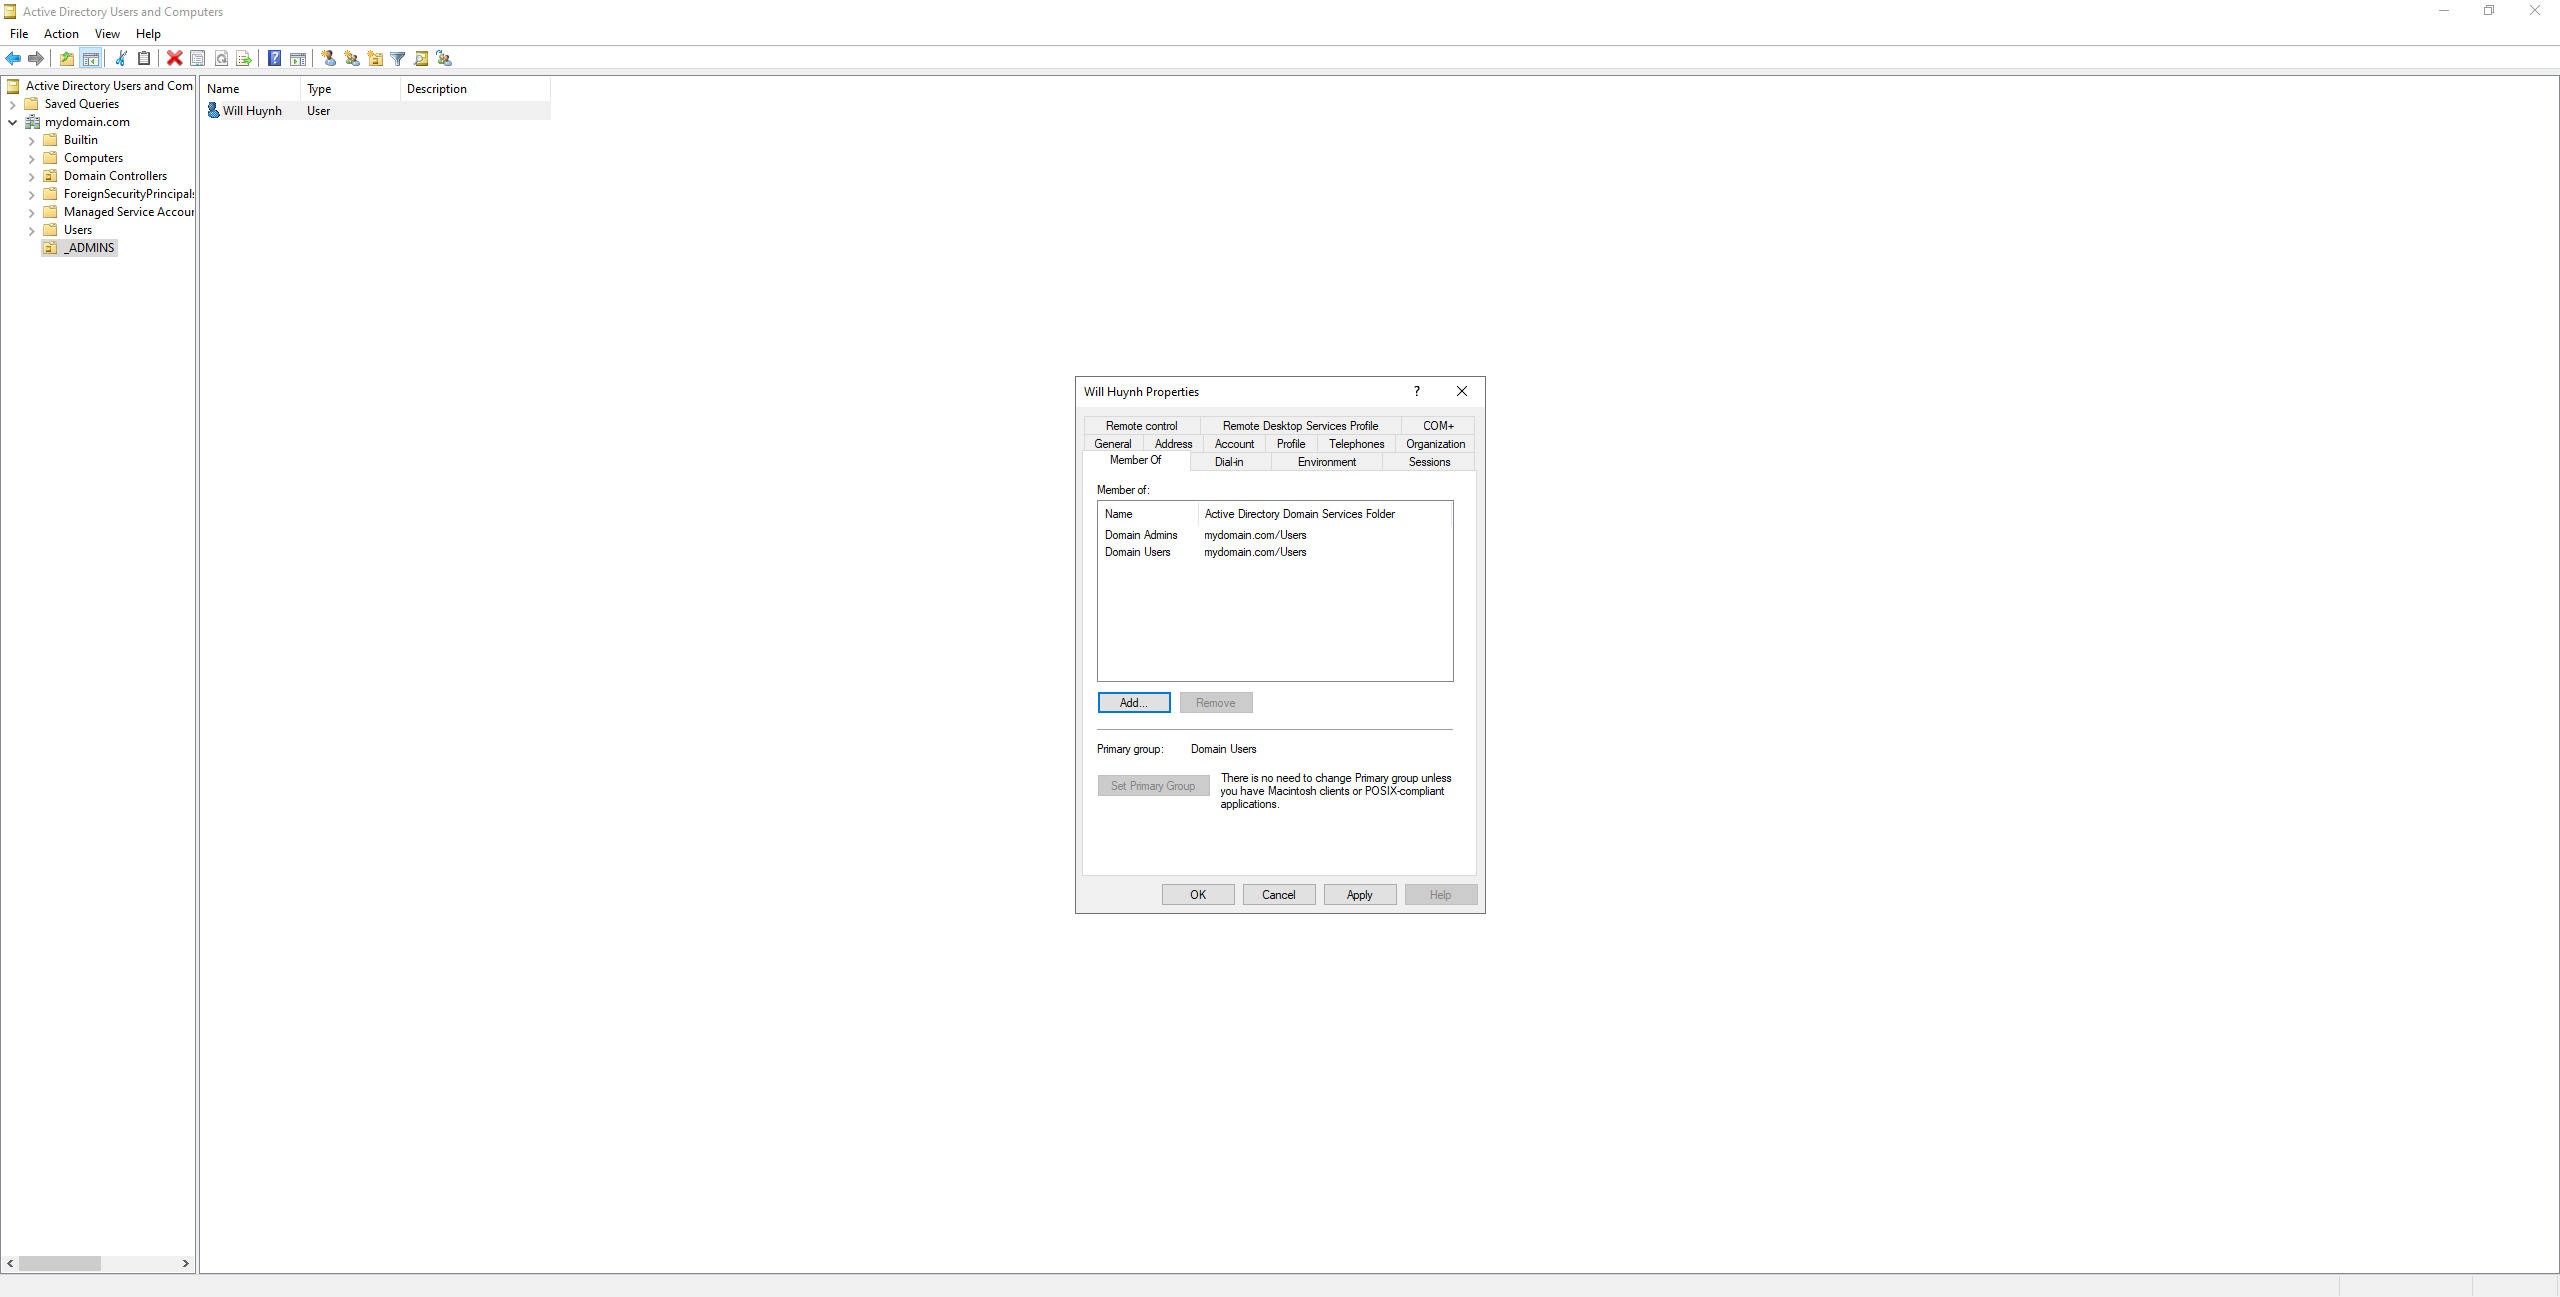 Active Directory Users and Computers
File Action View Help
Active Directory Users and Com
Saved Queries
mydomain.com
Builtin
Computers
Domain Controllers
ForeignSecurityPrincipals
Managed Service Accour
Users
_ADMINS
Name Type Description
Will Huynh User
Will Huynh Properties
?
Remote control Remote Desktop Services Profile COM+
General Address Account Profile Telephones Organization
Member Of Dial-in Environment Sessions
Member of:
Name Active Directory Domain Services Folder
Domain Admins mydomain.com/Users
Domain Users mydomain.com/Users
Add... Remove
Primary group: Domain Users
Set Primary Group
There is no need to change Primary group unless
you have Macintosh clients or POSIX-compliant
applications.
OK Cancel Apply Help